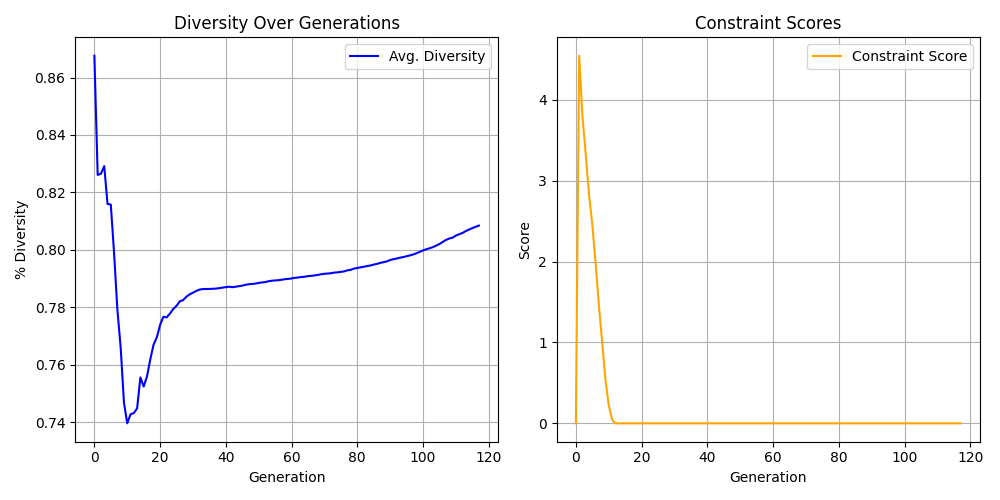 Diversity Over Generations
Avg. Diversity
% Diversity
0.86
0.84
0.82
0.80
0.78
0.76
0.74
0 20 40 60 80 100 120
Generation
Constraint Scores
Constraint Score
Score
4
3
2
1
0
0 20 40 60 80 100 120
Generation